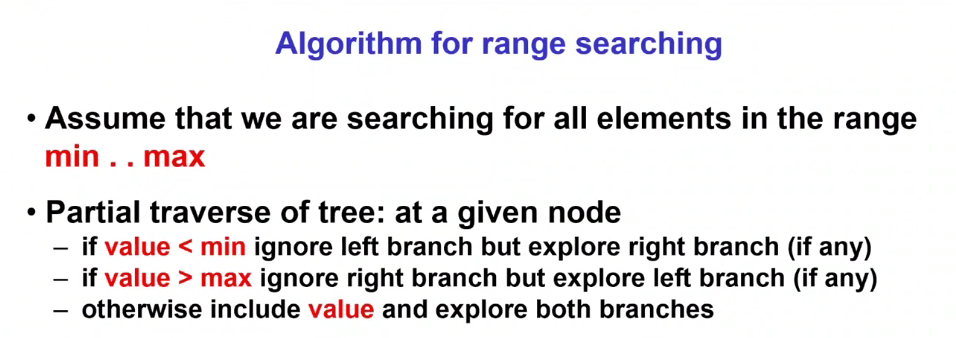 Algorithm for range searching
• Assume that we are searching for all elements in the range
min . . max
• Partial traverse of tree: at a given node
– if value < min ignore left branch but explore right branch (if any)
– if value > max ignore right branch but explore left branch (if any)
– otherwise include value and explore both branches